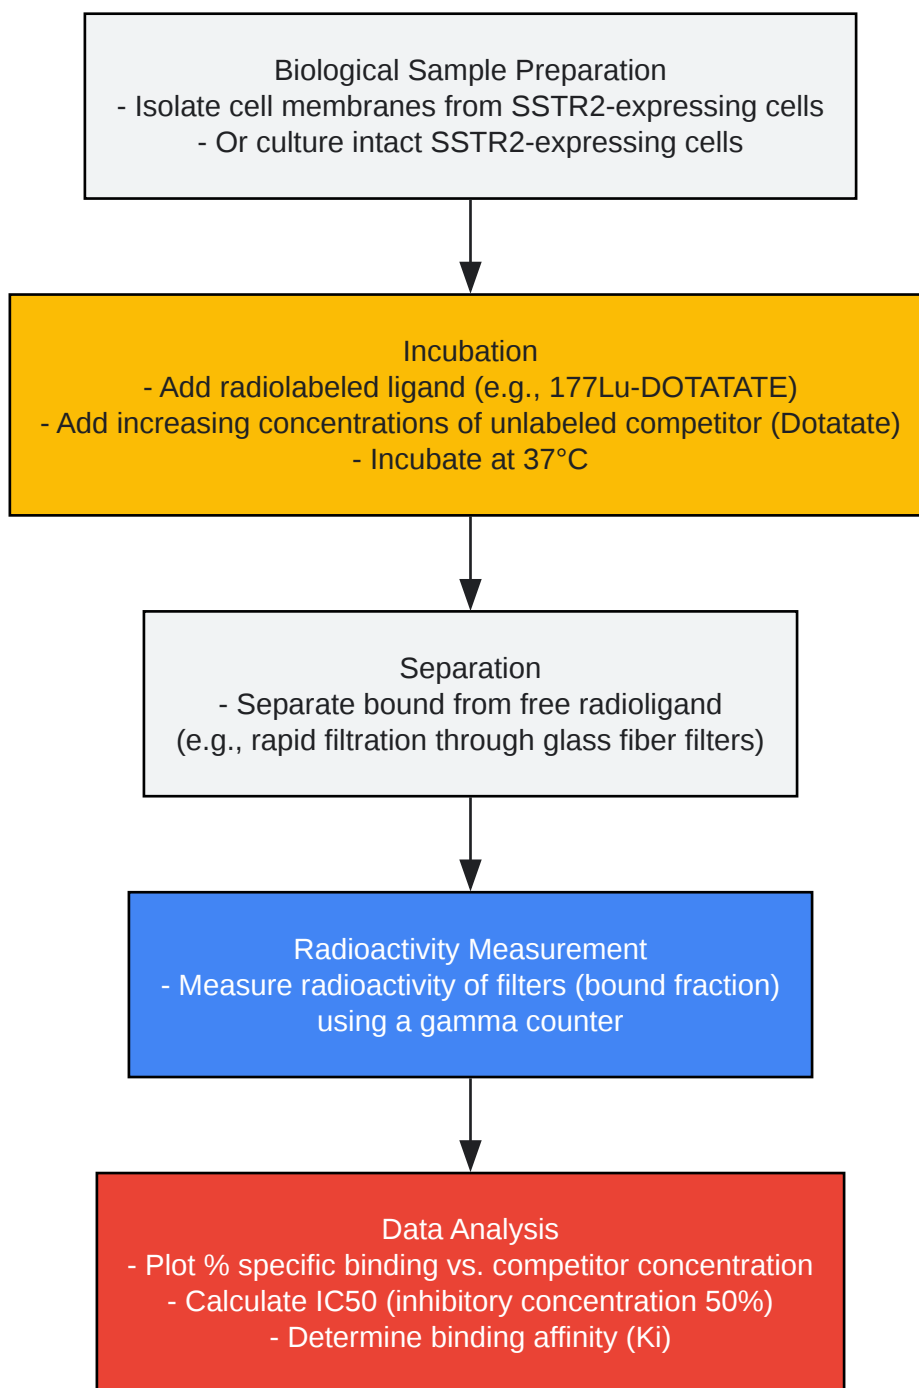 Biological Sample Preparation
- Isolate cell membranes from SSTR2-expressing cells
- Or culture intact SSTR2-expressing cells
Incubation
- Add radiolabeled ligand (e.g., 177Lu-DOTATATE)
- Add increasing concentrations of unlabeled competitor (Dotatate)
- Incubate at 37°C
Separation
- Separate bound from free radioligand
(e.g., rapid filtration through glass fiber filters)
Radioactivity Measurement
- Measure radioactivity of filters (bound fraction)
using a gamma counter
Data Analysis
- Plot % specific binding vs. competitor concentration
- Calculate IC50 (inhibitory concentration 50%)
- Determine binding affinity (Ki)